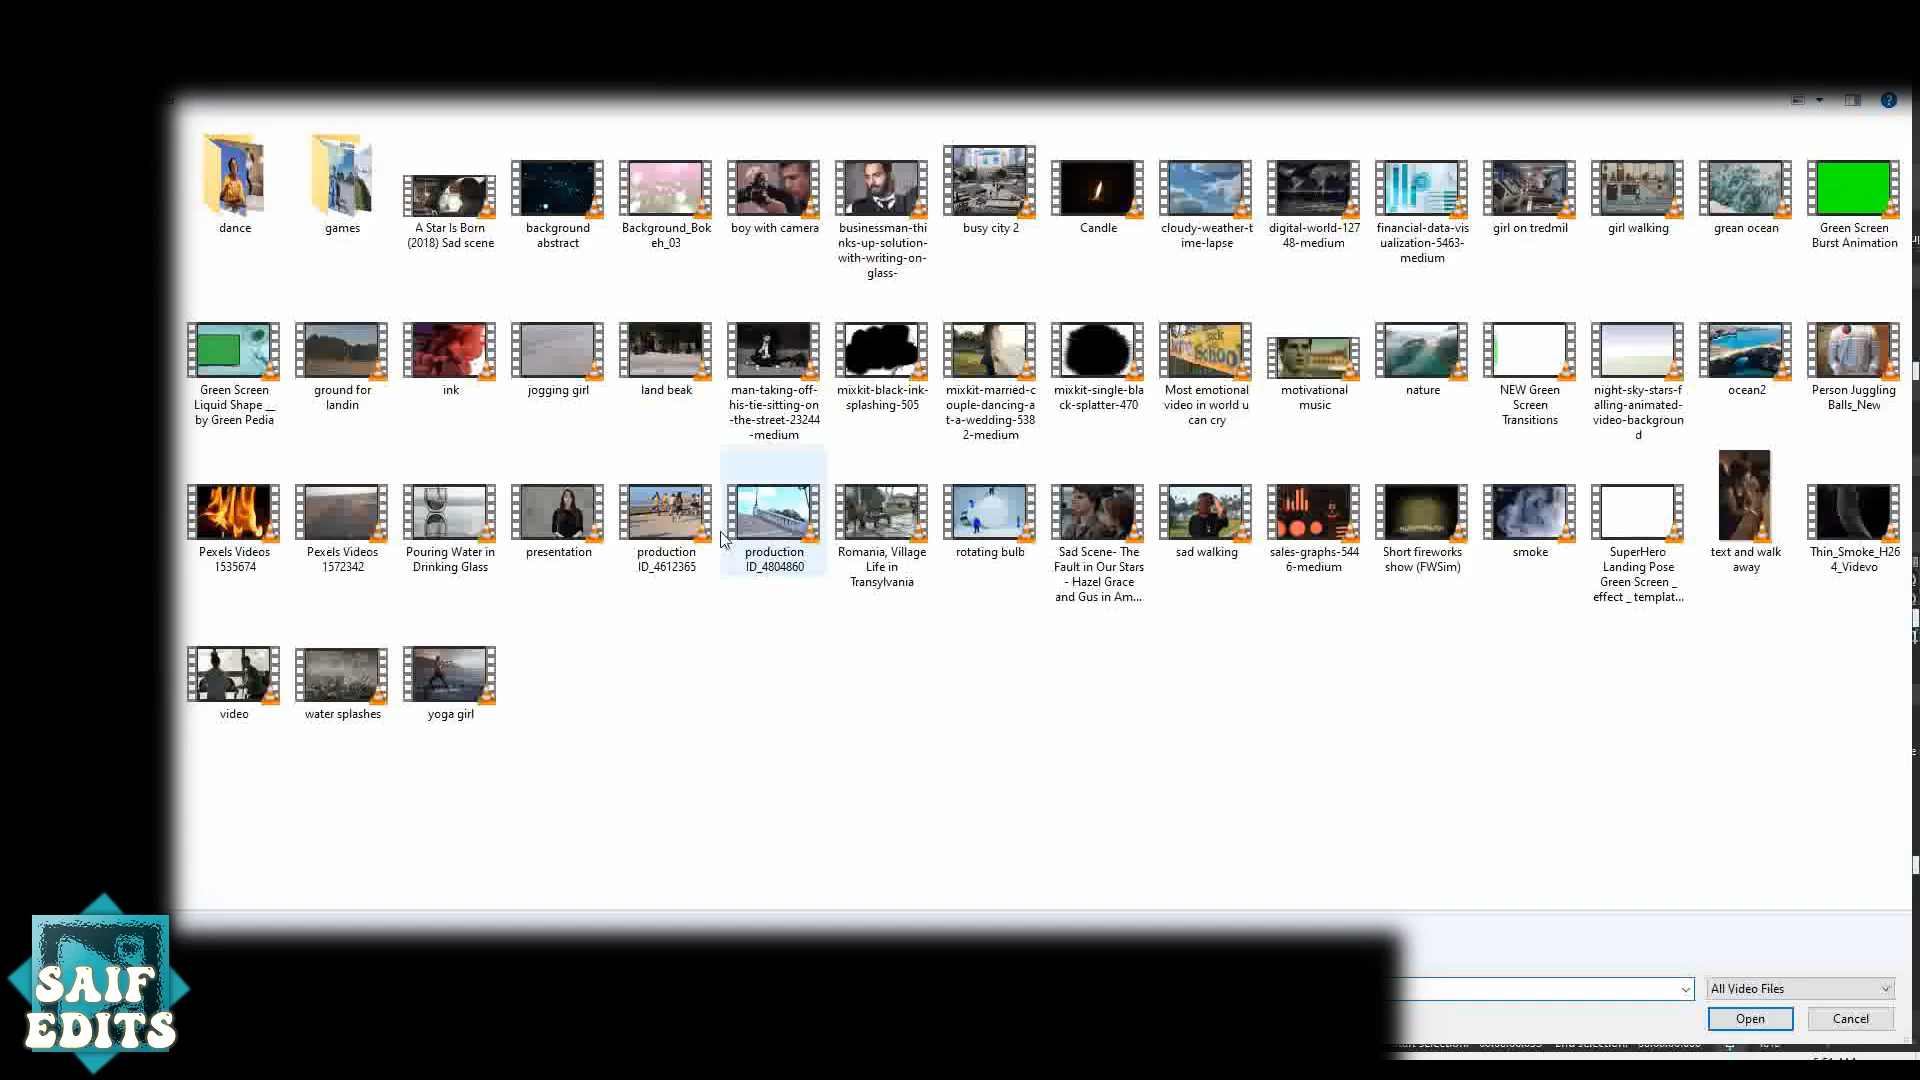 dance
games
A Star Is Born
(2018) Sad scene
background
abstract
Background_Bok
eh_03
boy with camera
businessman-thi
nks-up-solution-
with-writing-on-
glass-
busy city 2
Candle
cloudy-weather-t
ime-lapse
digital-world-127
48-medium
financial-data-vis
ualization-5463-
medium
girl on tredmil
girl walking
grean ocean
Green Screen
Burst Animation
Green Screen
Liquid Shape __
by Green Pedia
ground for
landin
ink
jogging girl
land beak
man-taking-off-
his-tie-sitting-on
-the-street-23244
-medium
mixkit-black-ink-
splashing-505
mixkit-married-c
ouple-dancing-a
t-a-wedding-538
2-medium
mixkit-single-bla
ck-splatter-470
Most emotional
video in world u
can cry
motivational
music
nature
NEW Green
Screen
Transitions
night-sky-stars-f
alling-animated-
video-backgroun
d
ocean2
Person Juggling
Balls_New
Pexels Videos
1535674
Pexels Videos
1572342
Pouring Water in
Drinking Glass
presentation
production
ID_4612365
production
ID_4804860
Romania, Village
Life in
Transylvania
rotating bulb
Sad Scene- The
Fault in Our Stars
- Hazel Grace
and Gus in Am...
sad walking
sales-graphs-544
6-medium
Short fireworks
show (FWSim)
smoke
SuperHero
Landing Pose
Green Screen _
effect _ templat...
text and walk
away
Thin_Smoke_H26
4_Videvo
video
water splashes
yoga girl
All Video Files
Open
Cancel
SAIF
EDITS